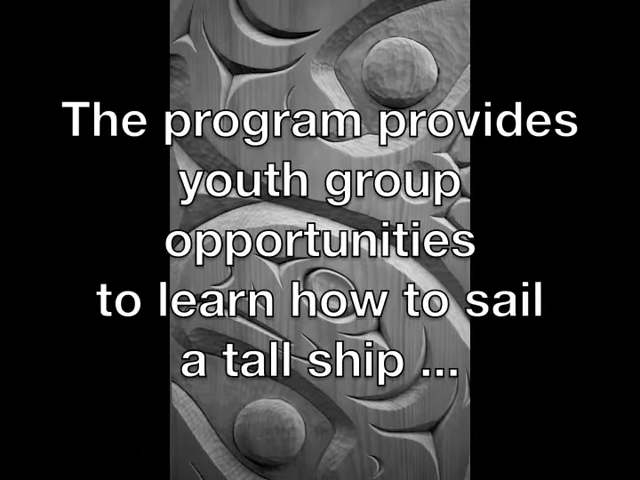 The program provides
youth group
opportunities
to learn how to sail
a tall ship ...